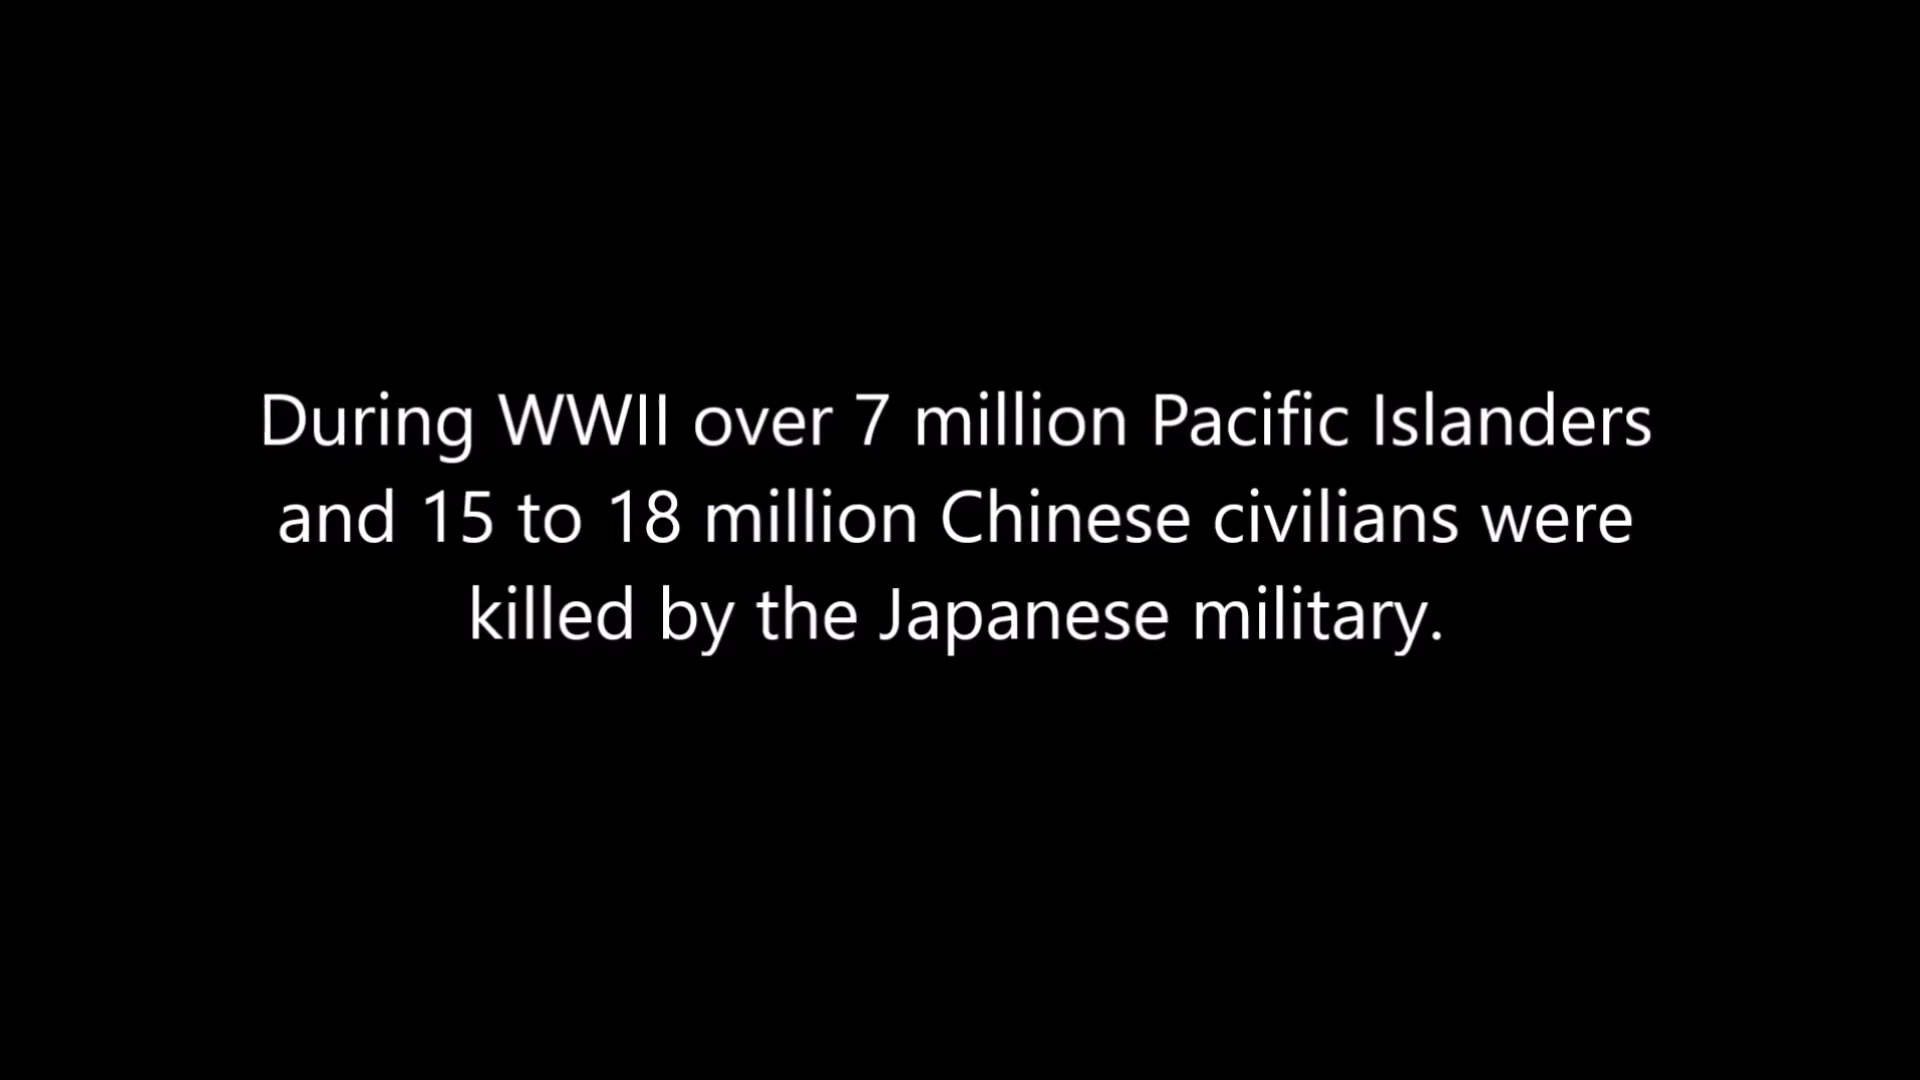 During WWII over 7 million Pacific Islanders
and 15 to 18 million Chinese civilians were
killed by the Japanese military.